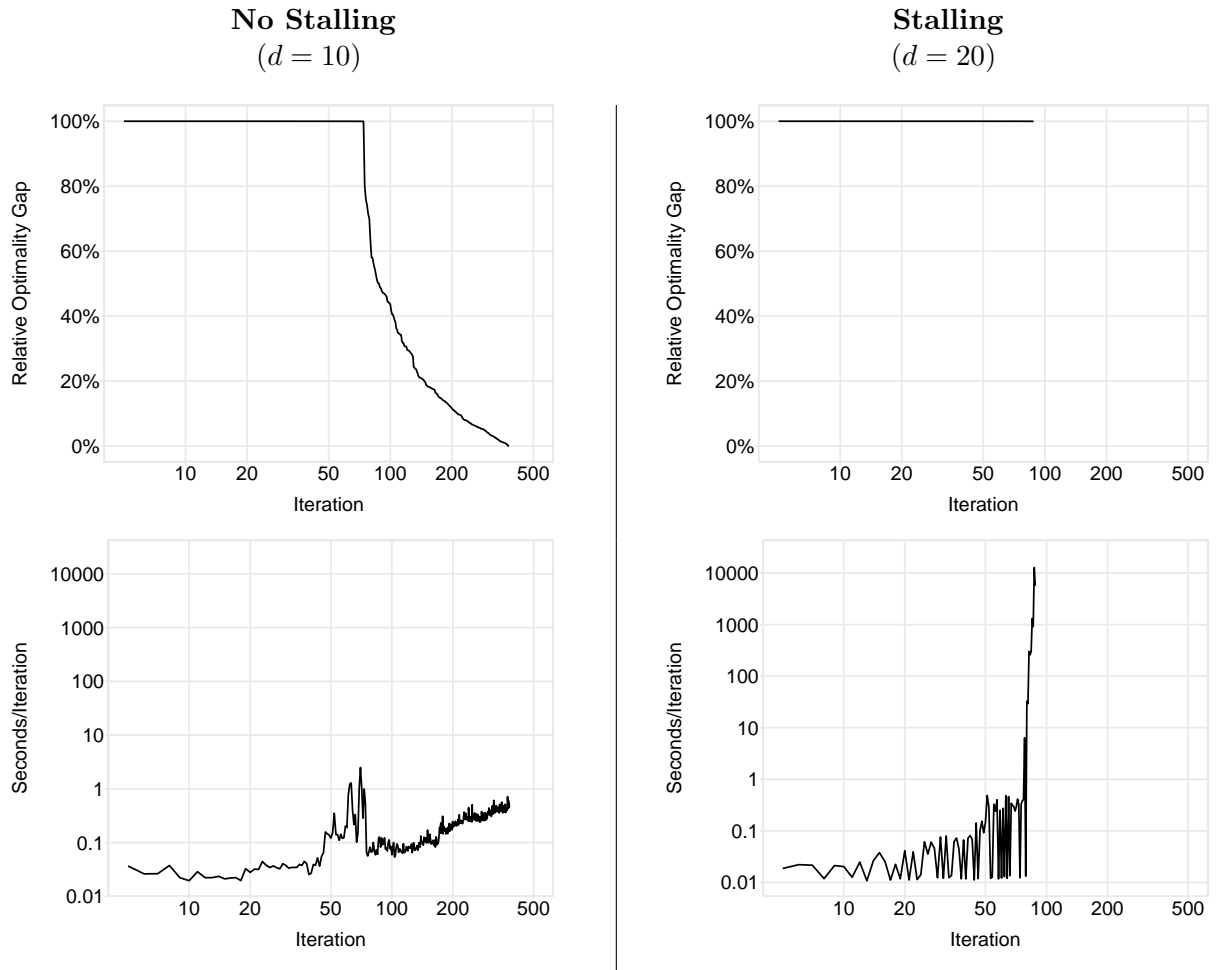 No Stalling
(d = 10)
Stalling
(d = 20)
Relative Optimality Gap
100%
80%
60%
40%
20%
0%
10 20 50 100 200 500
Iteration
Relative Optimality Gap
100%
80%
60%
40%
20%
0%
10 20 50 100 200 500
Iteration
Seconds/Iteration
10000
1000
100
10
1
0.1
0.01
10 20 50 100 200 500
Iteration
Seconds/Iteration
10000
1000
100
10
1
0.1
0.01
10 20 50 100 200 500
Iteration